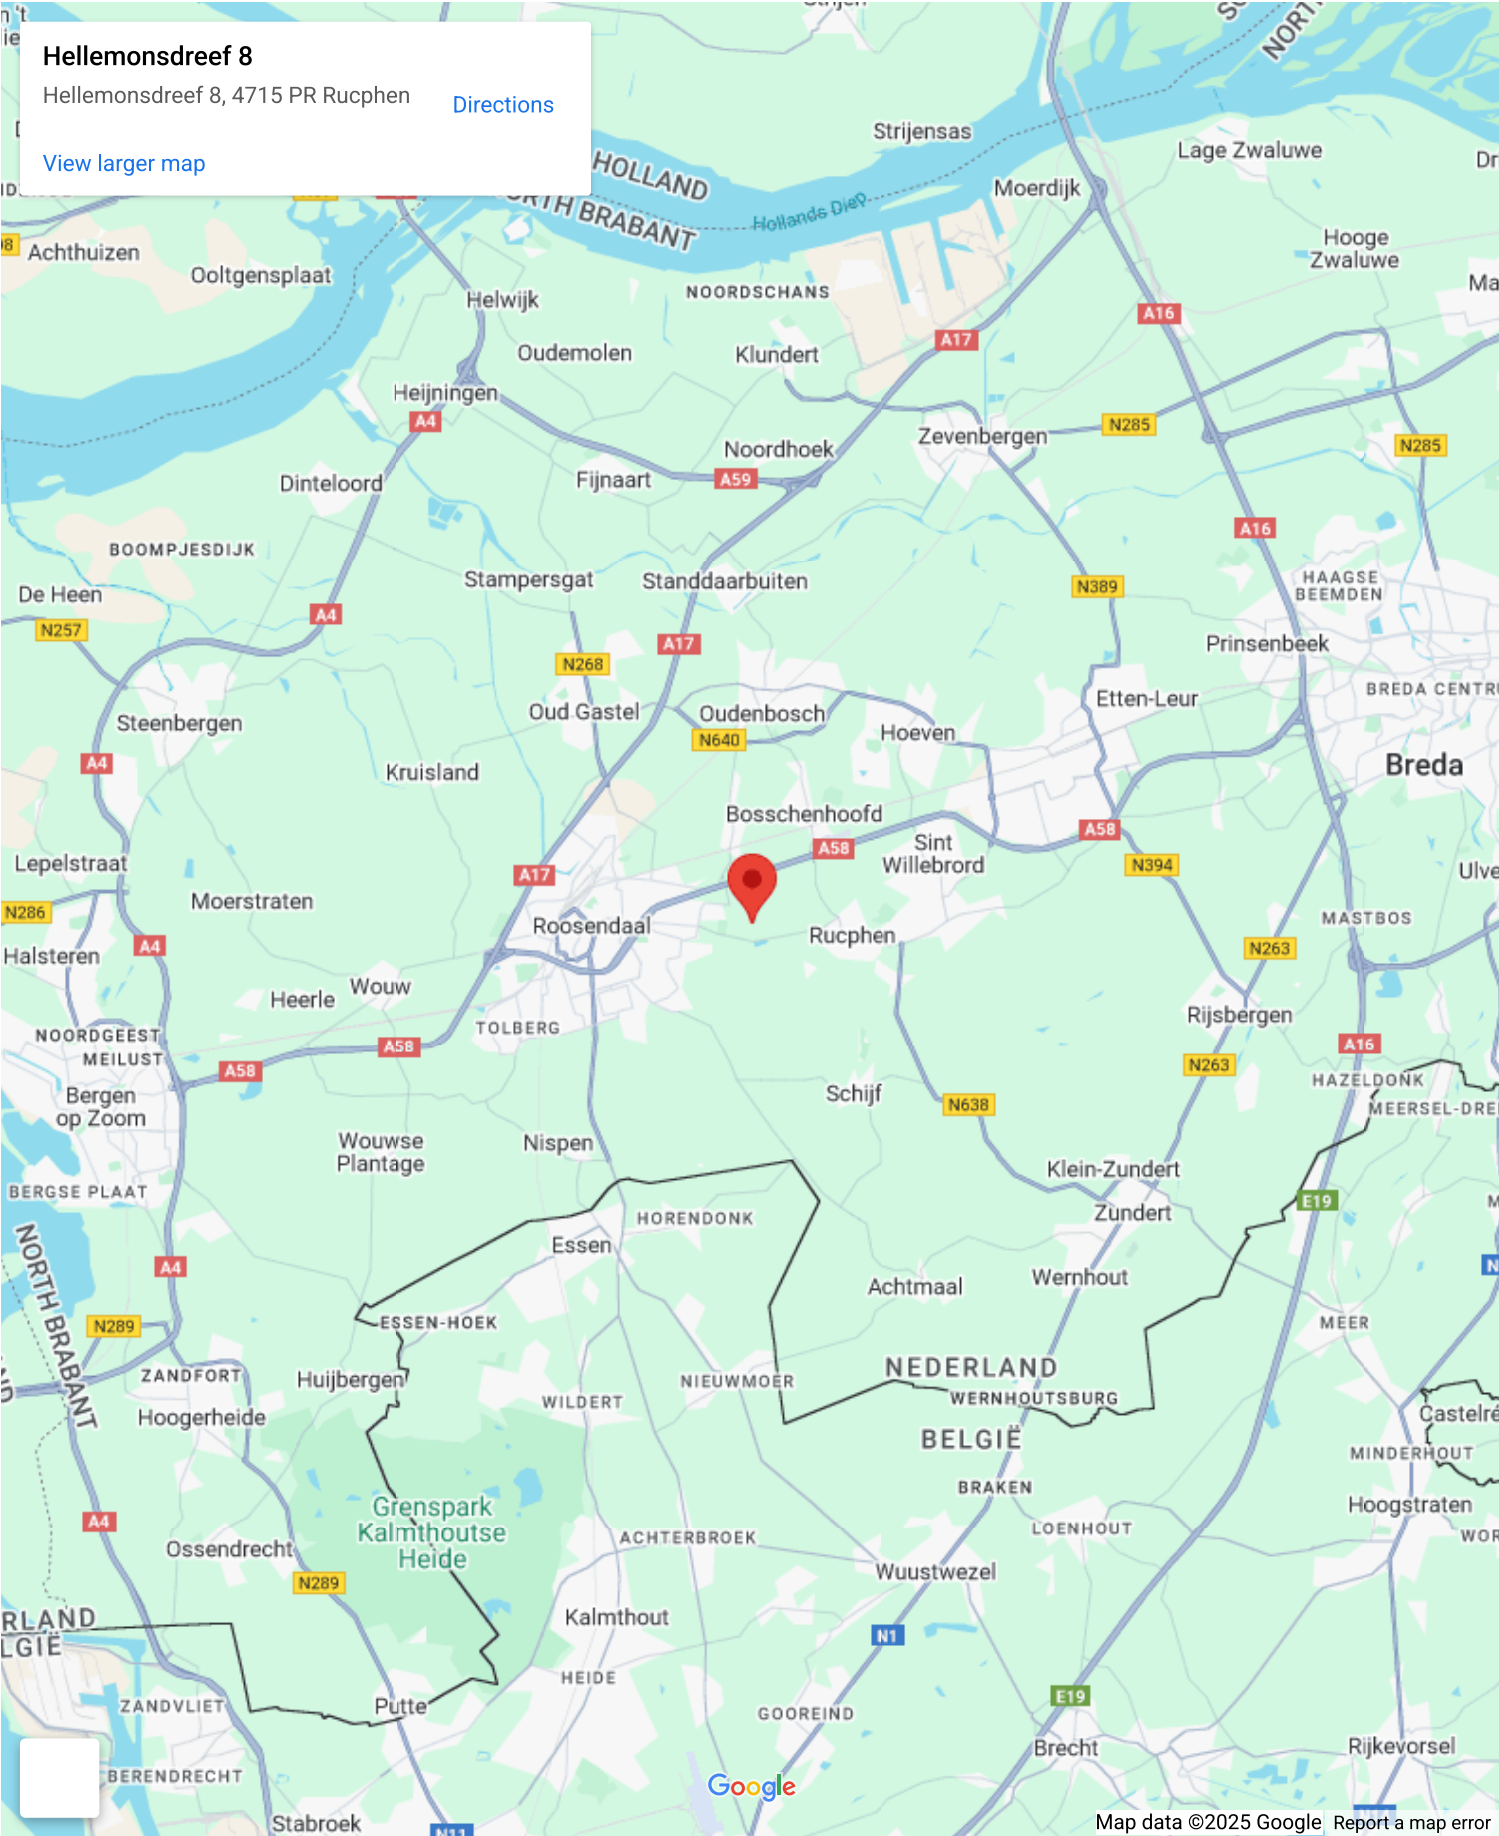 Hellemonsdreef 8
Hellemonsdreef 8, 4715 PR Rucphen
Directions
View larger map
HOLLAND
NORTH BRABANT
Hollands Diep
Strijensas
Lage Zwaluwe
Moerdijk
Achthuizen
Ooltgensplaat
Hooge
Zwaluwe
Helwijk
NOORDSCHANS
A16
A17
Oudemolen
Klundert
Heijningen
A4
N285
Zevenbergen
N285
Noordhoek
Dinteloord
Fijnaart
A59
A16
BOOMPJESDIJK
Stampersgat
Standdaarbuiten
HAAGSE
BEEMDEN
De Heen
N389
A4
N257
A17
Prinsenbeek
N268
BREDA CENTRU
Etten-Leur
Oud Gastel
Oudenbosch
Steenbergen
N640
Hoeven
A4
Kruisland
Breda
Bosschenhoofd
A58
A58
Sint
Willebrord
Lepelstraat
N394
A17
Moerstraten
N286
Roosendaal
Rucphen
MASTBOS
A4
N263
Halsteren
Wouw
Heerle
Rijsbergen
TOLBERG
NOORDGEEST
A58
A16
MEILUST
A58
N263
HAZELDONK
Bergen
op Zoom
Schijf
N638
MEERSEL-DREE
Wouwse
Plantage
Nispen
Klein-Zundert
BERGSE PLAAT
E19
HORENDONK
Zundert
NORTH BRABANT
Essen
A4
Wernhout
Achtmaal
N289
ESSEN-HOEK
MEER
ZANDFORT
Huijbergen
NIEUWMOER
NEDERLAND
WILDERT
WERNHOUTSBURG
Hoogerheide
Castelré
BELGIË
MINDERHOUT
BRAKEN
Grenspark
Kalmthoutse
Heide
Hoogstraten
A4
LOENHOUT
ACHTERBROEK
Ossendrecht
Wuustwezel
N289
Kalmthout
N1
HEIDE
E19
ZANDVLIET
Putte
GOOREIND
Brecht
Rijkevorsel
BERENDRECHT
Google
Stabroek
N11
Map data ©2025 Google
Report a map error